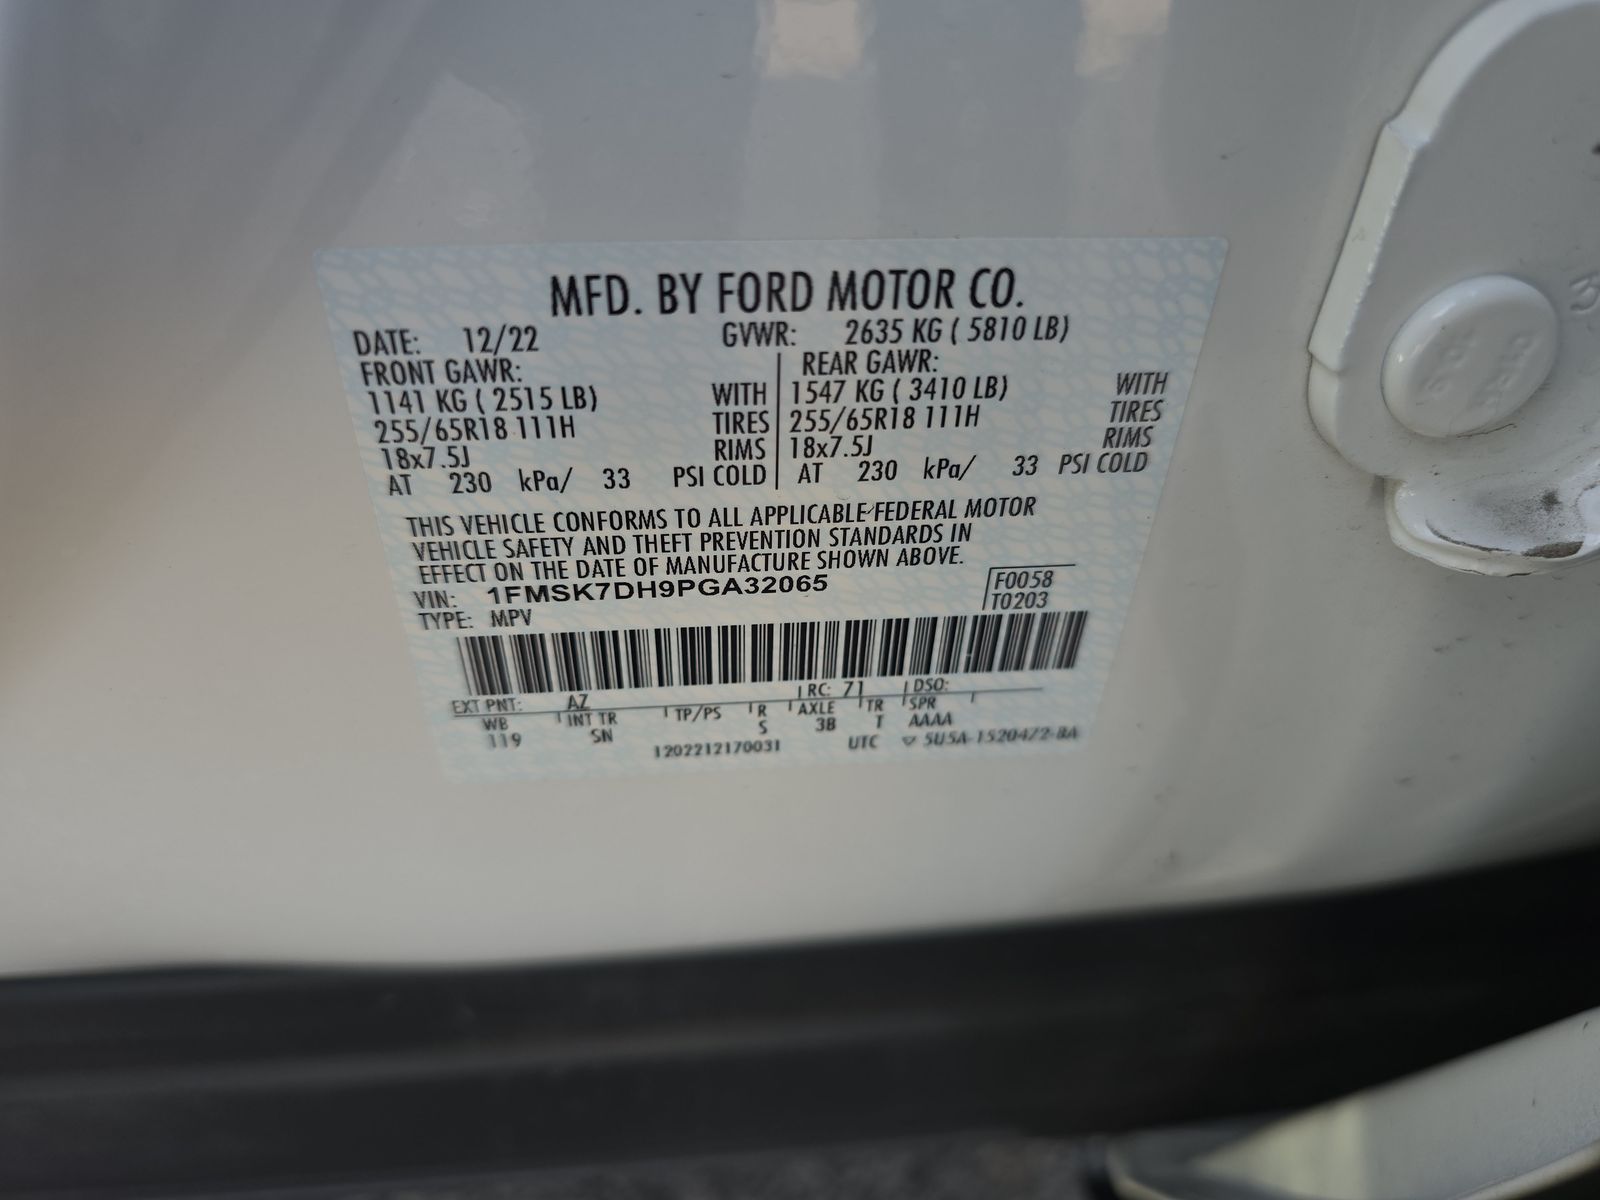 MFD. BY FORD MOTOR CO.
DATE: 12/22 GVWR: 2635 KG ( 5810 LB)
FRONT GAWR: REAR GAWR:
1141 KG ( 2515 LB) WITH 1547 KG ( 3410 LB) WITH
255/65R18 111H TIRES 255/65R18 111H TIRES
18x7.5J RIMS 18x7.5J RIMS
AT 230 kPa/ 33 PSI COLD AT 230 kPa/ 33 PSI COLD
THIS VEHICLE CONFORMS TO ALL APPLICABLE FEDERAL MOTOR
VEHICLE SAFETY AND THEFT PREVENTION STANDARDS IN
EFFECT ON THE DATE OF MANUFACTURE SHOWN ABOVE.
VIN: 1FMSK7DH9PGA32065 F0058
TYPE: MPV T0203
EXT PNT: AZ RC: 71 DSO:
WB INT TR TP/PS R AXLE TR SPR
119 SN S 3B T AAAA
1202212170031 UTC ▽ 5U5A-1520472-BA